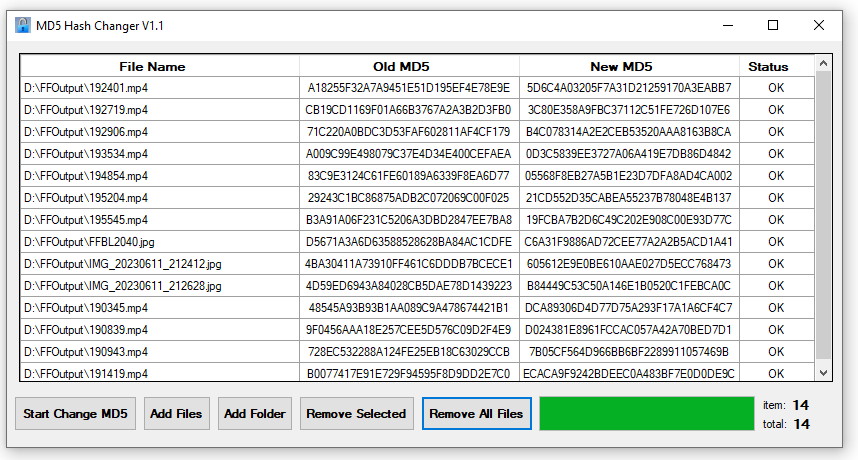 MD5 Hash Changer V1.1
File Name Old MD5 New MD5 Status
D:\FFOutput\192401.mp4 A18255F32A7A9451E51D195EF4E78E9E 5D6C4A03205F7A31D21259170A3EABB7 OK
D:\FFOutput\192719.mp4 CB19CD1169F01A66B3767A2A3B2D3FB0 3C80E358A9FBC37112C51FE726D107E6 OK
D:\FFOutput\192906.mp4 71C220A0BDC3D53FAF602811AF4CF179 B4C078314A2E2CEB53520AAA8163B8CA OK
D:\FFOutput\193534.mp4 A009C99E498079C37E4D34E400CEFAEA 0D3C5839EE3727A06A419E7DB86D4842 OK
D:\FFOutput\194854.mp4 83C9E3124C61FE60189A6339F8EA6D77 05568F8EB27A5B1E23D7DFA8AD4CA002 OK
D:\FFOutput\195204.mp4 29243C1BC86875ADB2C072069C00F025 21CD552D35CABEA55237B78048E4B137 OK
D:\FFOutput\195545.mp4 B3A91A06F231C5206A3DBD2847EE7BA8 19FCBA7B2D6C49C202E908C00E93D77C OK
D:\FFOutput\FFBL2040.jpg D5671A3A6D63588528628BA84AC1CDFE C6A31F9886AD72CEE77A2A2B5ACD1A41 OK
D:\FFOutput\IMG_20230611_212412.jpg 4BA30411A73910FF461C6DDDB7BCECE1 605612E9E0BE610AAE027D5ECC768473 OK
D:\FFOutput\IMG_20230611_212628.jpg 4D59ED6943A84028CB5DAE78D1439223 B84449C53C50A146E1B0520C1FEBCA0C OK
D:\FFOutput\190345.mp4 48545A93B93B1AA089C9A478674421B1 DCA89306D4D77D75A293F17A1A6CF4C7 OK
D:\FFOutput\190839.mp4 9F0456AAA18E257CEE5D576C09D2F4E9 D024381E8961FCCAC057A42A70BED7D1 OK
D:\FFOutput\190943.mp4 728EC532288A124FE25EB18C63029CCB 7B05CF564D966BB6BF2289911057469B OK
D:\FFOutput\191419.mp4 B0077417E91E729F94595F8D9DD2E7C0 ECACA9F9242BDEEC0A483BF7E0D0DE9C OK
Start Change MD5 Add Files Add Folder Remove Selected Remove All Files item: 14
total: 14